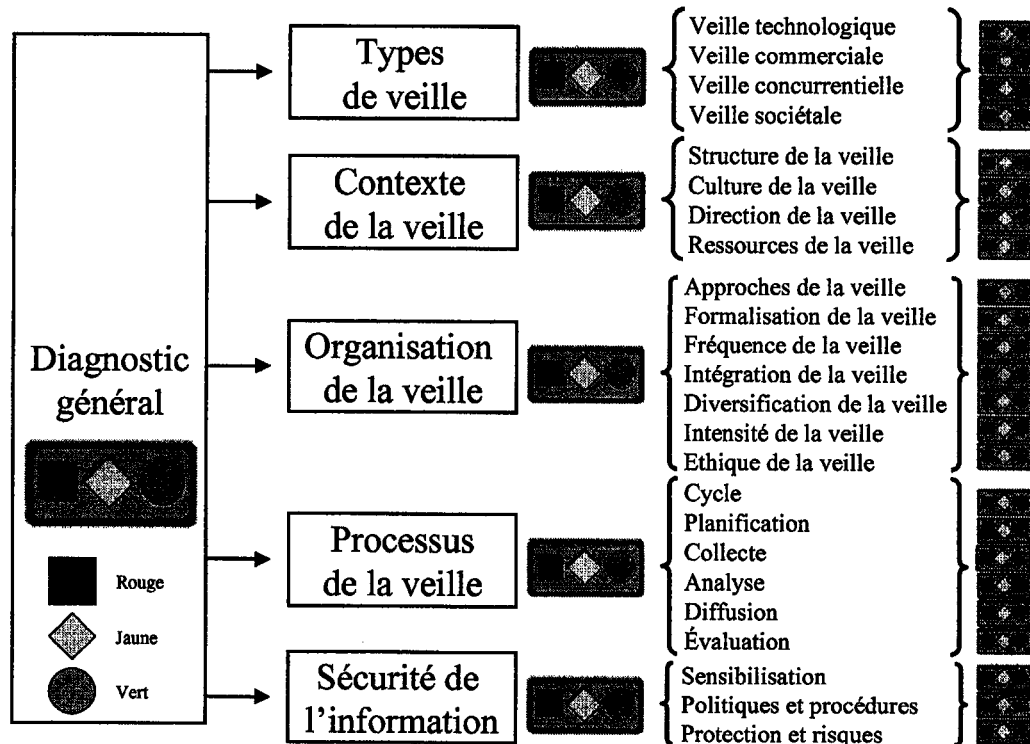 Diagnostic
général
Rouge
Jaune
Vert
Types
de veille
Veille technologique
Veille commerciale
Veille concurrentielle
Veille sociétale
Contexte
de la veille
Structure de la veille
Culture de la veille
Direction de la veille
Ressources de la veille
Organisation
de la veille
Approches de la veille
Formalisation de la veille
Fréquence de la veille
Intégration de la veille
Diversification de la veille
Intensité de la veille
Ethique de la veille
Processus
de la veille
Cycle
Planification
Collecte
Analyse
Diffusion
Évaluation
Sécurité de
l'information
Sensibilisation
Politiques et procédures
Protection et risques